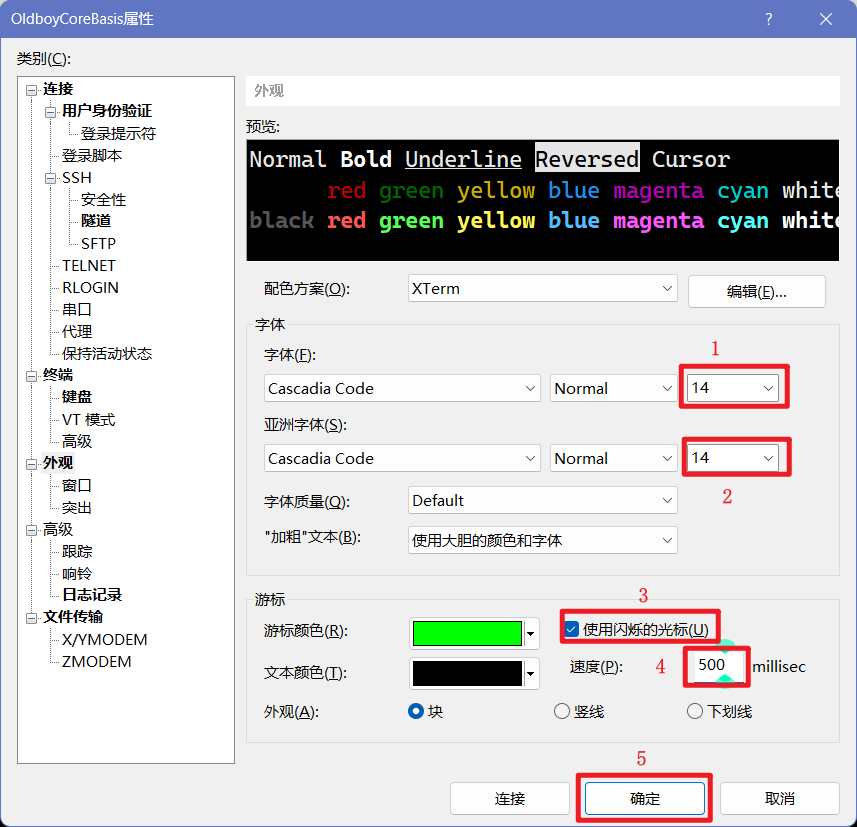 OldboyCoreBasis属性
类别(C):
连接
用户身份验证
登录提示符
登录脚本
SSH
安全性
隧道
SFTP
TELNET
RLOGIN
串口
代理
保持活动状态
终端
键盘
VT 模式
高级
外观
窗口
突出
高级
跟踪
响铃
日志记录
文件传输
X/YMODEM
ZMODEM
外观
预览:
Normal Bold Underline Reversed Cursor
red green yellow blue magenta cyan white
black red green yellow blue magenta cyan white
配色方案(O): XTerm 编辑(E)...
字体
字体(F): 1
Cascadia Code Normal 14
亚洲字体(S):
Cascadia Code Normal 14
2
字体质量(Q): Default
"加粗"文本(B): 使用大胆的颜色和字体
游标 3
游标颜色(R): 使用闪烁的光标(U)
文本颜色(T): 速度(P): 4 500 millisec
外观(A): 块 竖线 下划线
5
连接 确定 取消